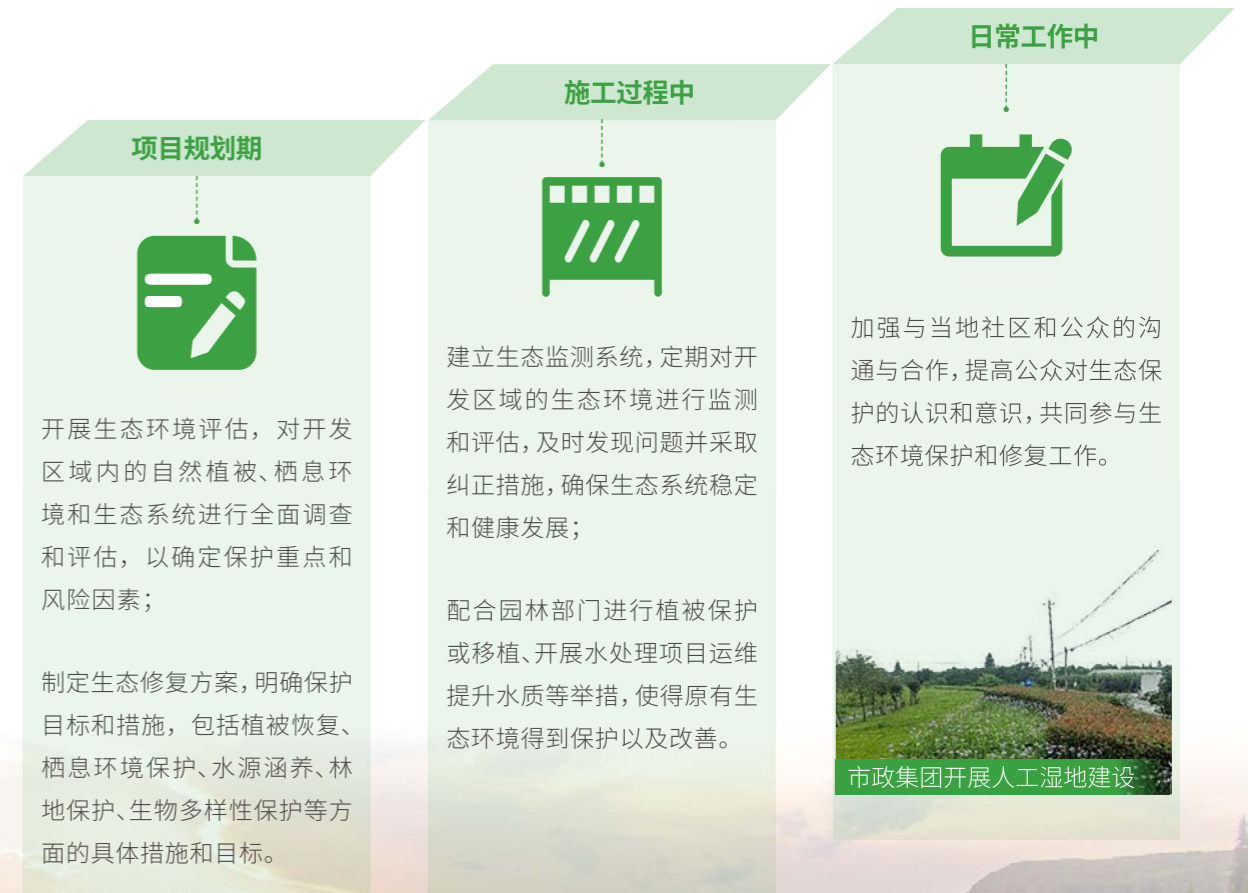 项目规划期
开展生态环境评估，对开发
区域内的自然植被、栖息环
境和生态系统进行全面调查
和评估，以确定保护重点和
风险因素；
制定生态修复方案，明确保护
目标和措施，包括植被恢复、
栖息环境保护、水源涵养、林
地保护、生物多样性保护等方
面的具体措施和目标。
施工过程中
建立生态监测系统，定期对开
发区域的生态环境进行监测
和评估，及时发现问题并采取
纠正措施，确保生态系统稳定
和健康发展；
配合园林部门进行植被保护
或移植、开展水处理项目运维
提升水质等举措，使得原有生
态环境得到保护以及改善。
日常工作中
加强与当地社区和公众的沟
通与合作，提高公众对生态保
护的认识和意识，共同参与生
态环境保护和修复工作。
市政集团开展人工湿地建设